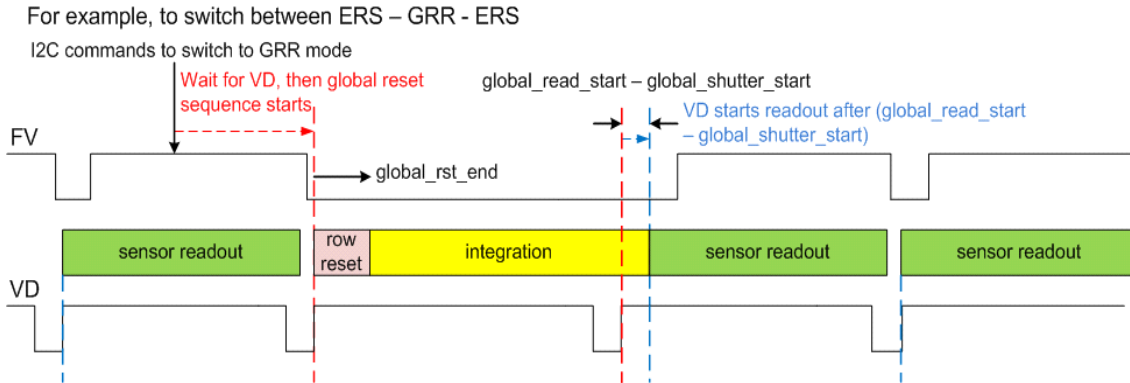 For example, to switch between ERS – GRR - ERS
I2C commands to switch to GRR mode
Wait for VD, then global reset
sequence starts
global_read_start – global_shutter_start
VD starts readout after (global_read_start
– global_shutter_start)
FV
global_rst_end
sensor readout
row
reset
integration
sensor readout
sensor readout
VD